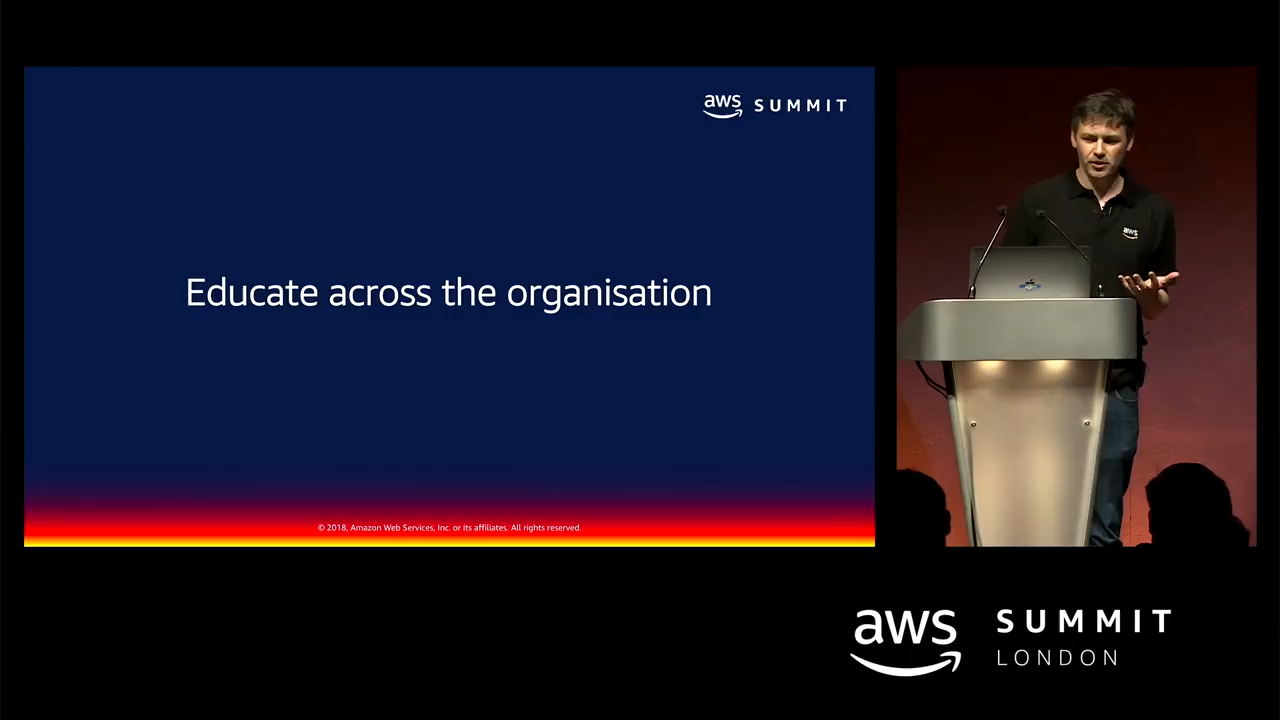 aws SUMMIT
Educate across the organisation
© 2018, Amazon Web Services, Inc. or its affiliates. All rights reserved.
aws
aws SUMMIT
LONDON